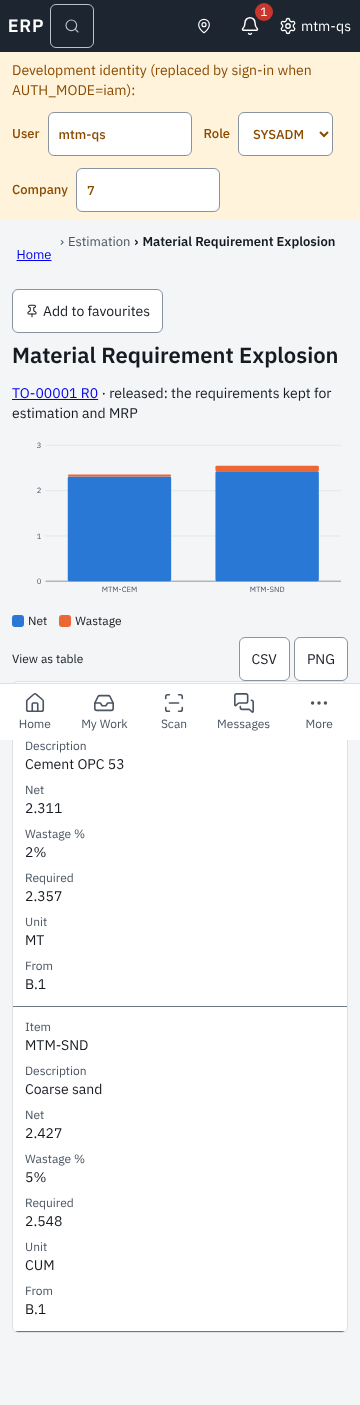 ERP
1
mtm-qs
Development identity (replaced by sign-in when
AUTH_MODE=iam):
User
mtm-qs
Role
SYSADM
Company
7
Home
› Estimation › Material Requirement Explosion
Add to favourites
Material Requirement Explosion
TO-00001 R0 · released: the requirements kept for
estimation and MRP
3
2
1
0
MTM-CEM
MTM-SND
Net
Wastage
View as table
CSV
PNG
Home
My Work
Scan
Messages
More
Description
Cement OPC 53
Net
2.311
Wastage %
2%
Required
2.357
Unit
MT
From
B.1
Item
MTM-SND
Description
Coarse sand
Net
2.427
Wastage %
5%
Required
2.548
Unit
CUM
From
B.1